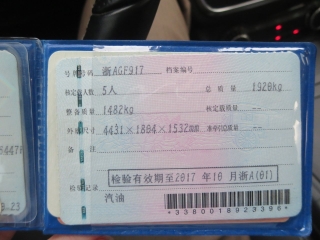 号牌号码 浙AGF917 档案编号
核定载人数 5人 总质量 1920kg
整备质量 1482kg 核定载质量 --
外廓尺寸 4431×1804×1532mm 准牵引总质量 --
检验有效期至2017年10月浙A(01)
检验记录
汽油
*3380018923396*